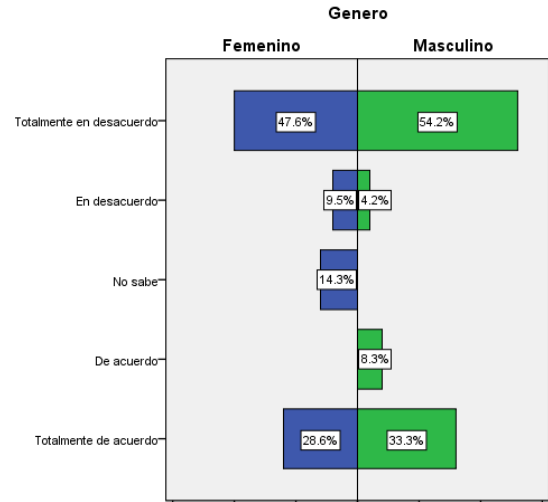 Genero
Femenino Masculino
Totalmente en desacuerdo 47.6% 54.2%
En desacuerdo 9.5% 4.2%
No sabe 14.3%
De acuerdo 8.3%
Totalmente de acuerdo 28.6% 33.3%